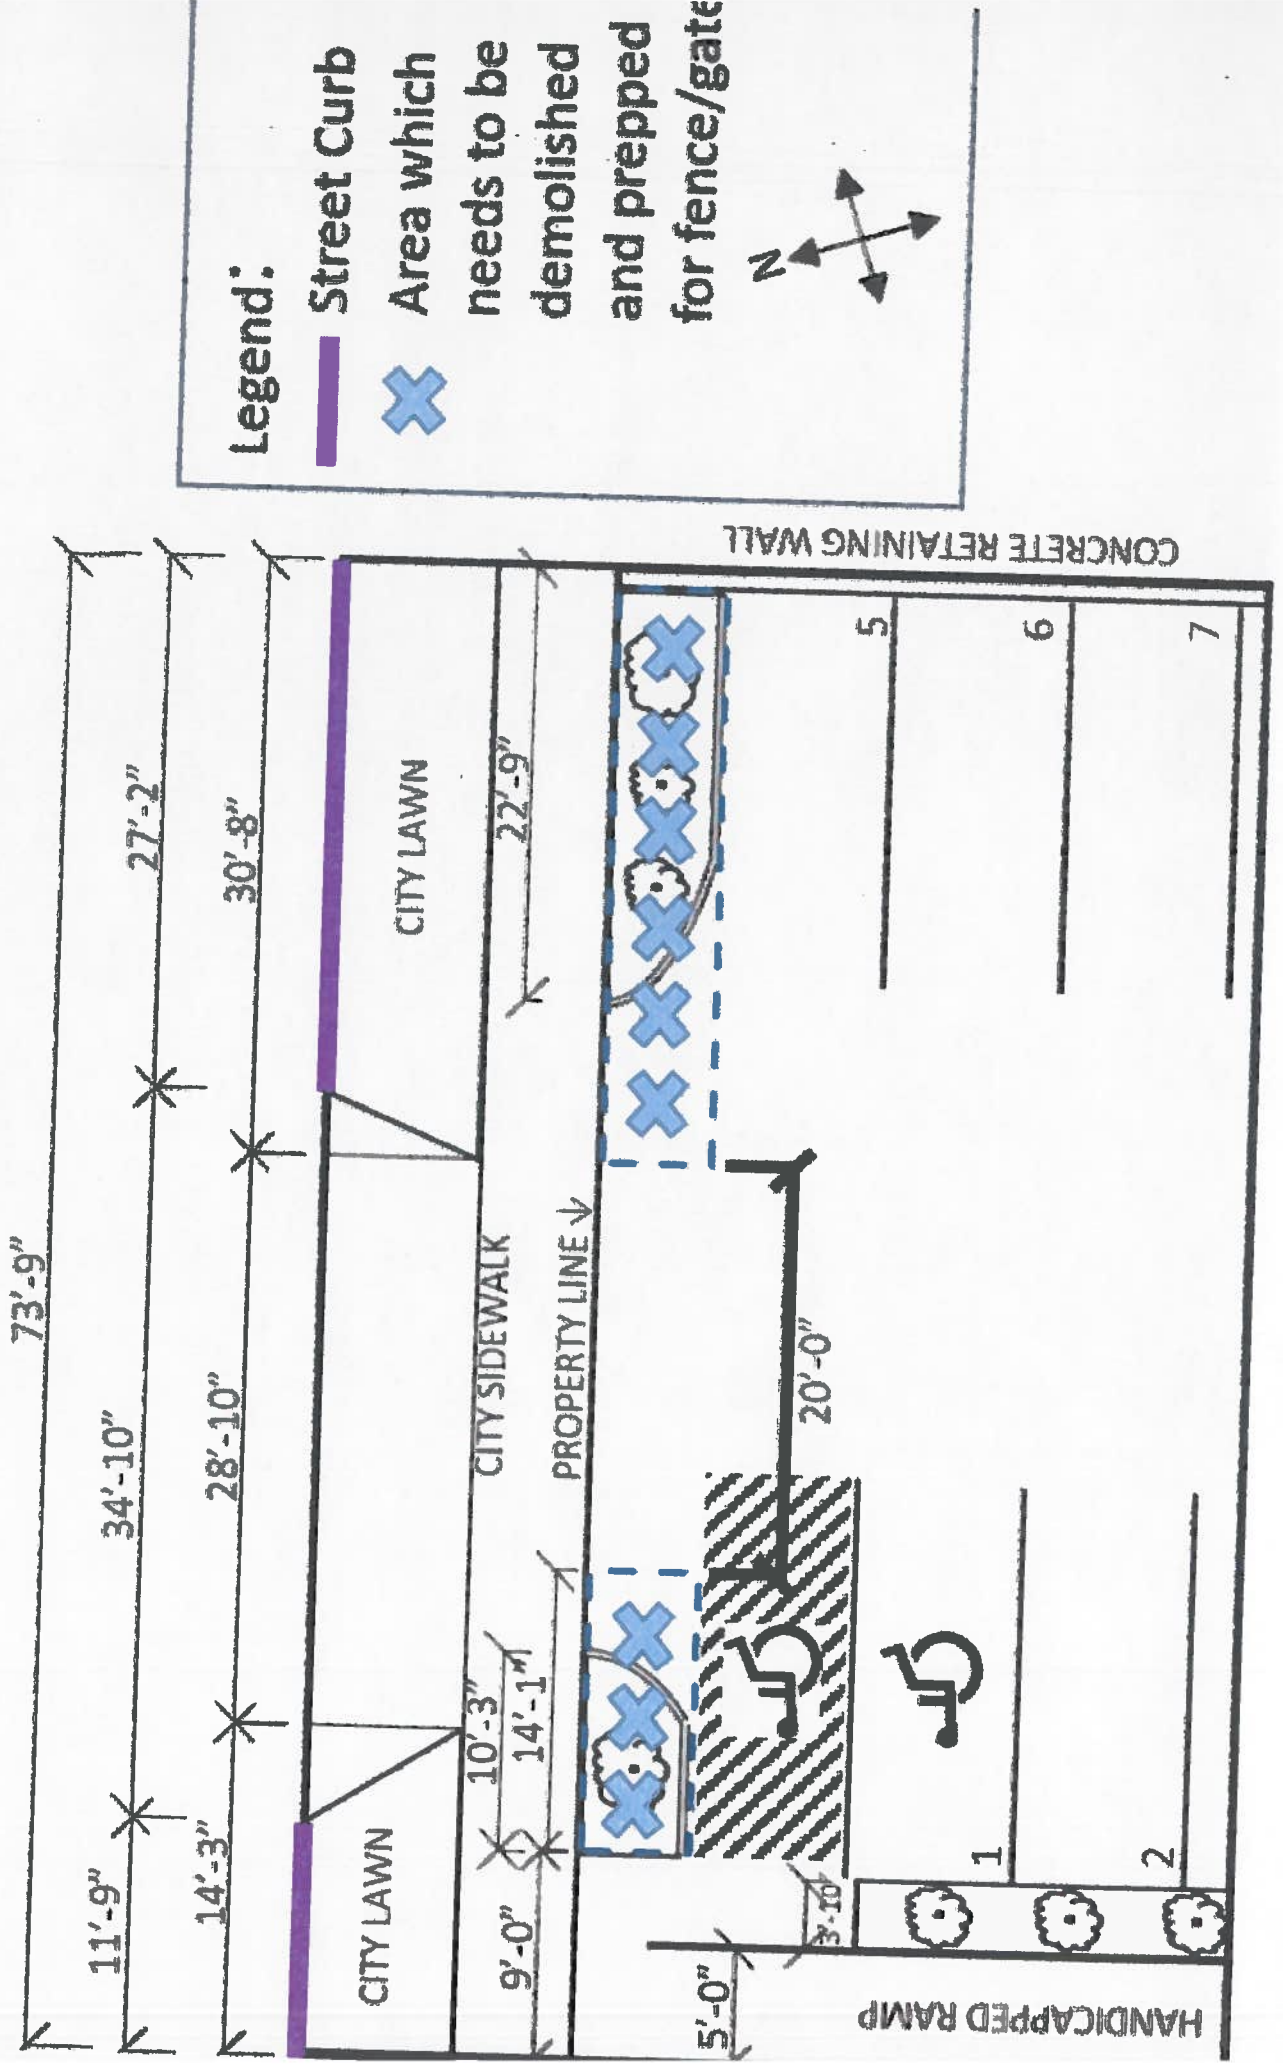 73'-9"
11'-9"
34'-10"
27'-2"
14'-3"
28'-10"
30'-8"
CITY LAWN
CITY LAWN
CITY SIDEWALK
9'-0"
10'-3"
14'-1"
22'-9"
PROPERTY LINE ↓
20'-0"
5'-0"
3'-10
1
2
5
6
7
HANDICAPPED RAMP
CONCRETE RETAINING WALL
Legend:
Street Curb
Area which
needs to be
demolished
and prepped
for fence/gate
N